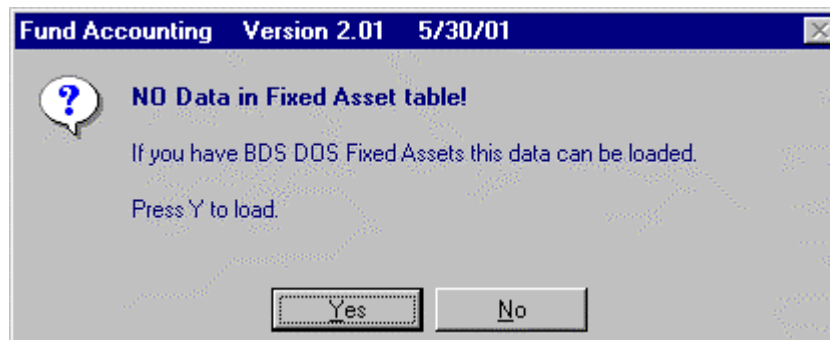 Fund Accounting Version 2.01 5/30/01
NO Data in Fixed Asset table!
If you have BDS DOS Fixed Assets this data can be loaded.
Press Y to load.
Yes No